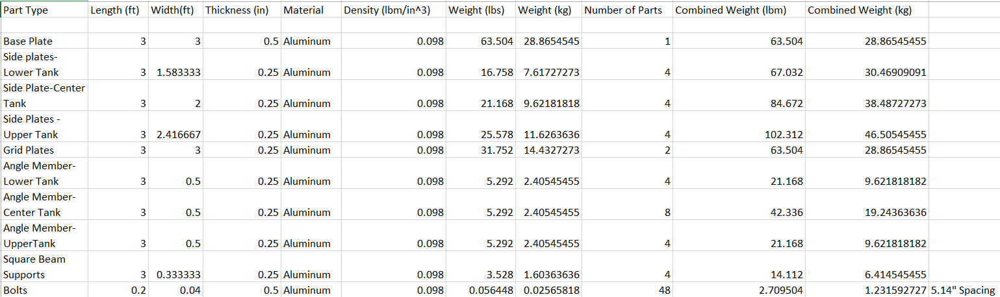 Part Type Length (ft) Width(ft) Thickness (in) Material Density (lbm/in^3) Weight (lbs) Weight (kg) Number of Parts Combined Weight (lbm) Combined Weight (kg)
Base Plate 3 3 0.5 Aluminum 0.098 63.504 28.8654545 1 63.504 28.86545455
Side plates-
Lower Tank 3 1.583333 0.25 Aluminum 0.098 16.758 7.61727273 4 67.032 30.46909091
Side Plate-Center
Tank 3 2 0.25 Aluminum 0.098 21.168 9.62181818 4 84.672 38.48727273
Side Plates -
Upper Tank 3 2.416667 0.25 Aluminum 0.098 25.578 11.6263636 4 102.312 46.50545455
Grid Plates 3 3 0.25 Aluminum 0.098 31.752 14.4327273 2 63.504 28.86545455
Angle Member-
Lower Tank 3 0.5 0.25 Aluminum 0.098 5.292 2.40545455 4 21.168 9.621818182
Angle Member-
Center Tank 3 0.5 0.25 Aluminum 0.098 5.292 2.40545455 8 42.336 19.24363636
Angle Member-
UpperTank 3 0.5 0.25 Aluminum 0.098 5.292 2.40545455 4 21.168 9.621818182
Square Beam
Supports 3 0.333333 0.25 Aluminum 0.098 3.528 1.60363636 4 14.112 6.414545455
Bolts 0.2 0.04 0.5 Aluminum 0.098 0.056448 0.02565818 48 2.709504 1.231592727 5.14" Spacing